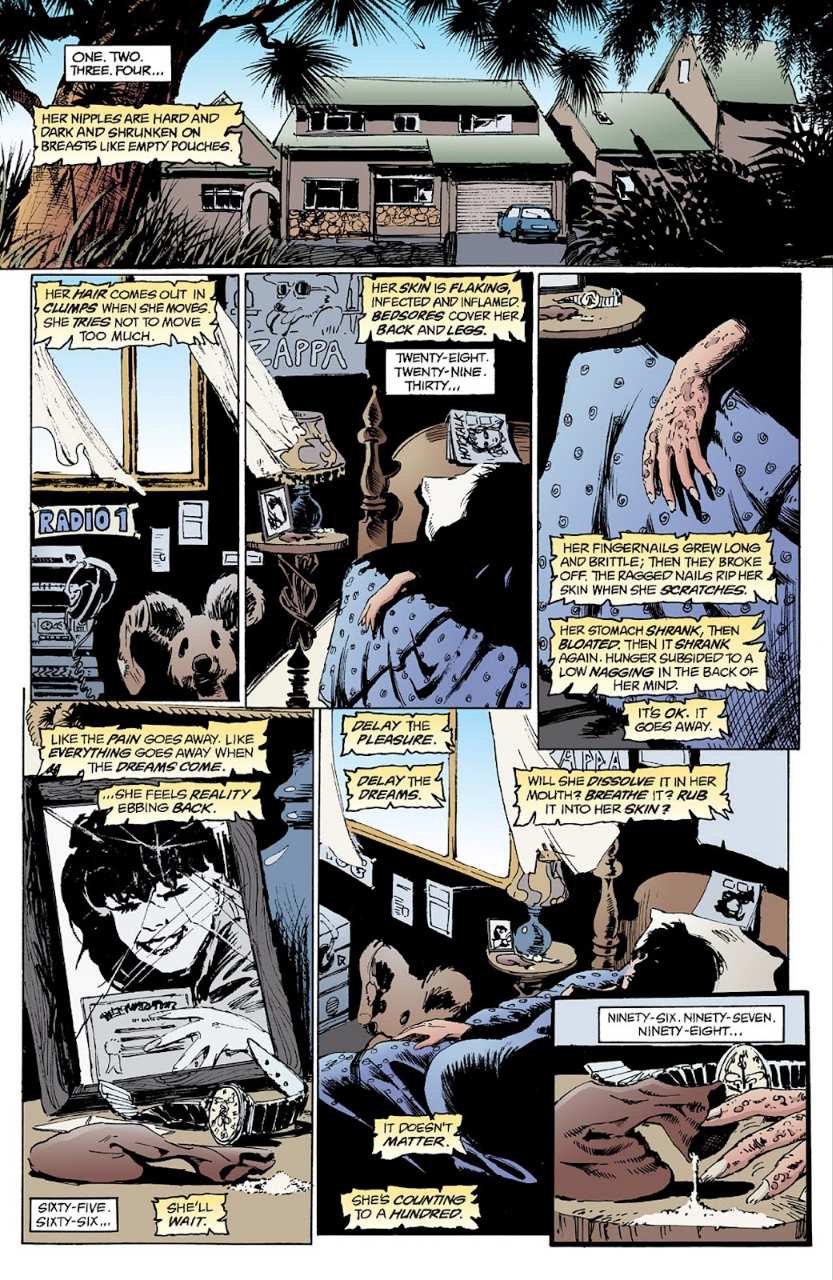 ONE. TWO.
THREE. FOUR...
HER NIPPLES ARE HARD AND
DARK AND SHRUNKEN ON
BREASTS LIKE EMPTY POUCHES.
HER HAIR COMES OUT IN
CLUMPS WHEN SHE MOVES.
SHE TRIES NOT TO MOVE
TOO MUCH.
RADIO 1
ZAPPA
HER SKIN IS FLAKING,
INFECTED AND INFLAMED.
BEDSORES COVER HER
BACK AND LEGS.
TWENTY-EIGHT.
TWENTY-NINE.
THIRTY...
HER FINGERNAILS GREW LONG
AND BRITTLE; THEN THEY BROKE
OFF. THE RAGGED NAILS RIP HER
SKIN WHEN SHE SCRATCHES.
HER STOMACH SHRANK, THEN
BLOATED. THEN IT SHRANK
AGAIN. HUNGER SUBSIDED TO A
LOW NAGGING IN THE BACK OF
HER MIND.
IT'S OK. IT
GOES AWAY.
LIKE THE PAIN GOES AWAY. LIKE
EVERYTHING GOES AWAY WHEN
THE DREAMS COME.
...SHE FEELS REALITY
EBBING BACK.
SIXTY-FIVE.
SIXTY-SIX...
SHE'LL
WAIT.
DELAY THE
PLEASURE.
DELAY THE
DREAMS.
ZAPPA
WILL SHE DISSOLVE IT IN HER
MOUTH? BREATHE IT? RUB
IT INTO HER SKIN?
IT DOESN'T
MATTER.
SHE'S COUNTING
TO A HUNDRED.
NINETY-SIX. NINETY-SEVEN.
NINETY-EIGHT...